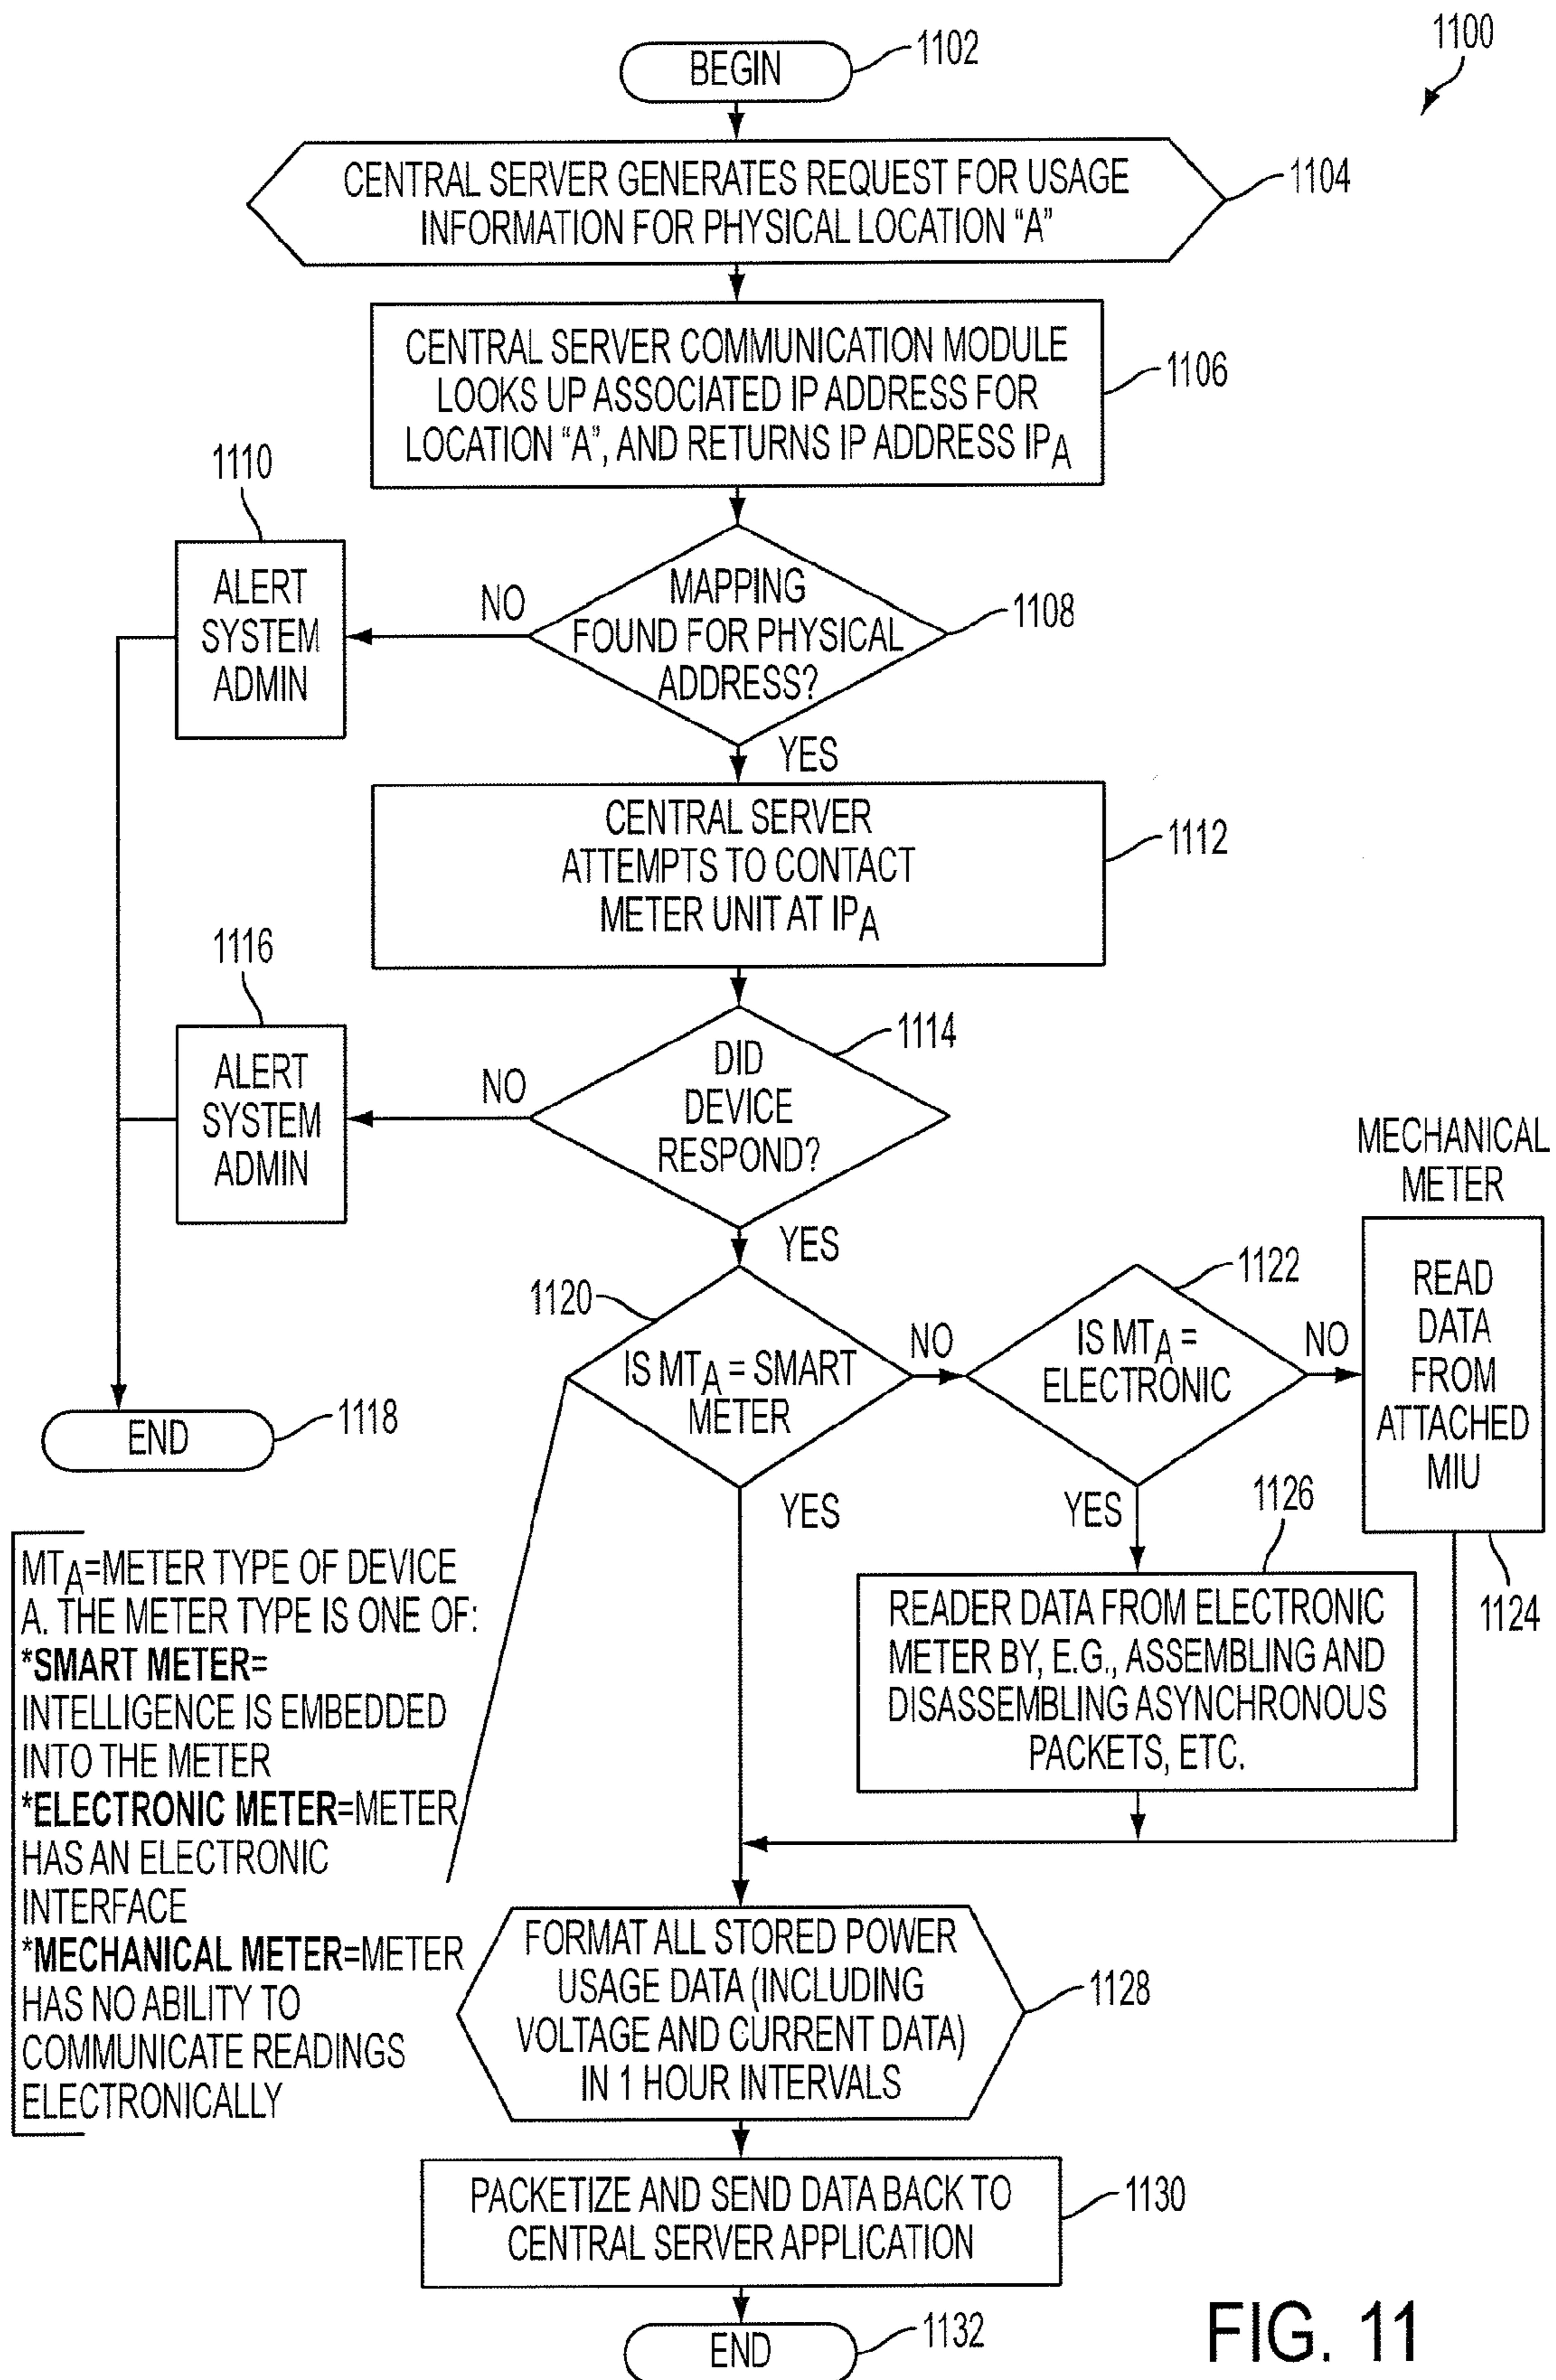 1100
BEGIN
1102
CENTRAL SERVER GENERATES REQUEST FOR USAGE
INFORMATION FOR PHYSICAL LOCATION “A”
1104
CENTRAL SERVER COMMUNICATION MODULE
LOOKS UP ASSOCIATED IP ADDRESS FOR
LOCATION “A”, AND RETURNS IP ADDRESS IPA
1106
MAPPING
FOUND FOR PHYSICAL
ADDRESS?
1108
NO
1110
ALERT
SYSTEM
ADMIN
YES
CENTRAL SERVER
ATTEMPTS TO CONTACT
METER UNIT AT IPA
1112
DID
DEVICE
RESPOND?
1114
NO
1116
ALERT
SYSTEM
ADMIN
END
1118
YES
1120
IS MTA = SMART
METER
NO
1122
IS MTA =
ELECTRONIC
NO
MECHANICAL
METER
READ
DATA
FROM
ATTACHED
MIU
1124
YES
YES
1126
READER DATA FROM ELECTRONIC
METER BY, E.G., ASSEMBLING AND
DISASSEMBLING ASYNCHRONOUS
PACKETS, ETC.
MTA=METER TYPE OF DEVICE
A. THE METER TYPE IS ONE OF:
*SMART METER=
INTELLIGENCE IS EMBEDDED
INTO THE METER
*ELECTRONIC METER=METER
HAS AN ELECTRONIC
INTERFACE
*MECHANICAL METER=METER
HAS NO ABILITY TO
COMMUNICATE READINGS
ELECTRONICALLY
FORMAT ALL STORED POWER
USAGE DATA (INCLUDING
VOLTAGE AND CURRENT DATA)
IN 1 HOUR INTERVALS
1128
PACKETIZE AND SEND DATA BACK TO
CENTRAL SERVER APPLICATION
1130
END
1132
FIG. 11